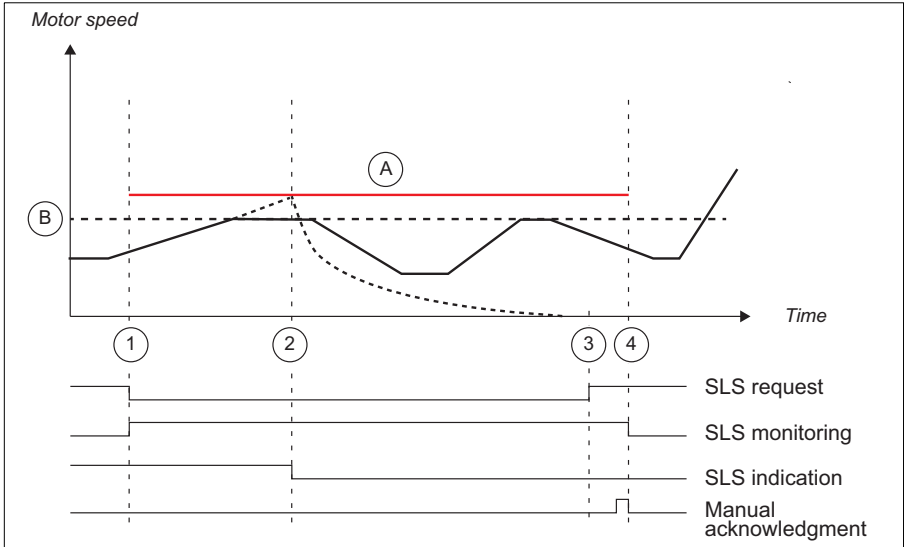 Motor speed
A
B
Time
1
2
3
4
SLS request
SLS monitoring
SLS indication
Manual
acknowledgment